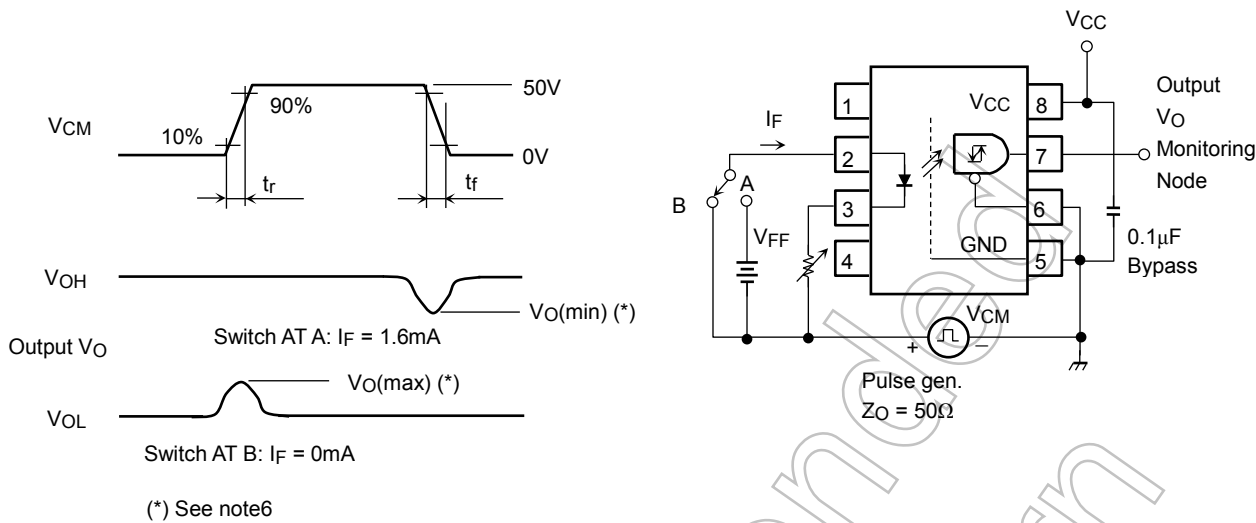 VCM
10%
90%
50V
0V
tr
tf
VOH
VO(min) (*)
Switch AT A: IF = 1.6mA
Output VO
VO(max) (*)
VOL
Switch AT B: IF = 0mA
(*) See note6
VCC
1
2
3
4
VCC
GND
8
7
6
5
Output
VO
Monitoring
Node
IF
A
B
VFF
0.1μF
Bypass
VCM
+
−
Pulse gen.
ZO = 50Ω